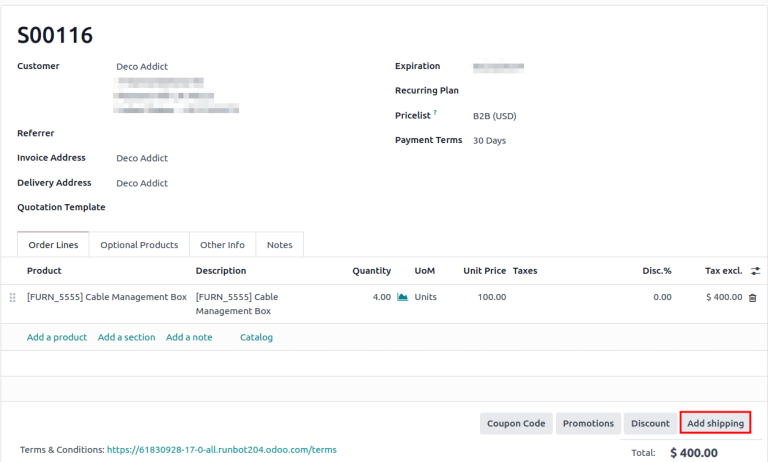 S00116
Customer Deco Addict Expiration
Recurring Plan
Pricelist ? B2B (USD)
Referrer Payment Terms 30 Days
Invoice Address Deco Addict
Delivery Address Deco Addict
Quotation Template
Order Lines Optional Products Other Info Notes
Product Description Quantity UoM Unit Price Taxes Disc.% Tax excl.
[FURN_5555] Cable Management Box [FURN_5555] Cable 4.00 Units 100.00 0.00 $ 400.00
Management Box
Add a product Add a section Add a note Catalog
Coupon Code Promotions Discount Add shipping
Terms & Conditions: https://61830928-17-0-all.runbot204.odoo.com/terms Total: $ 400.00